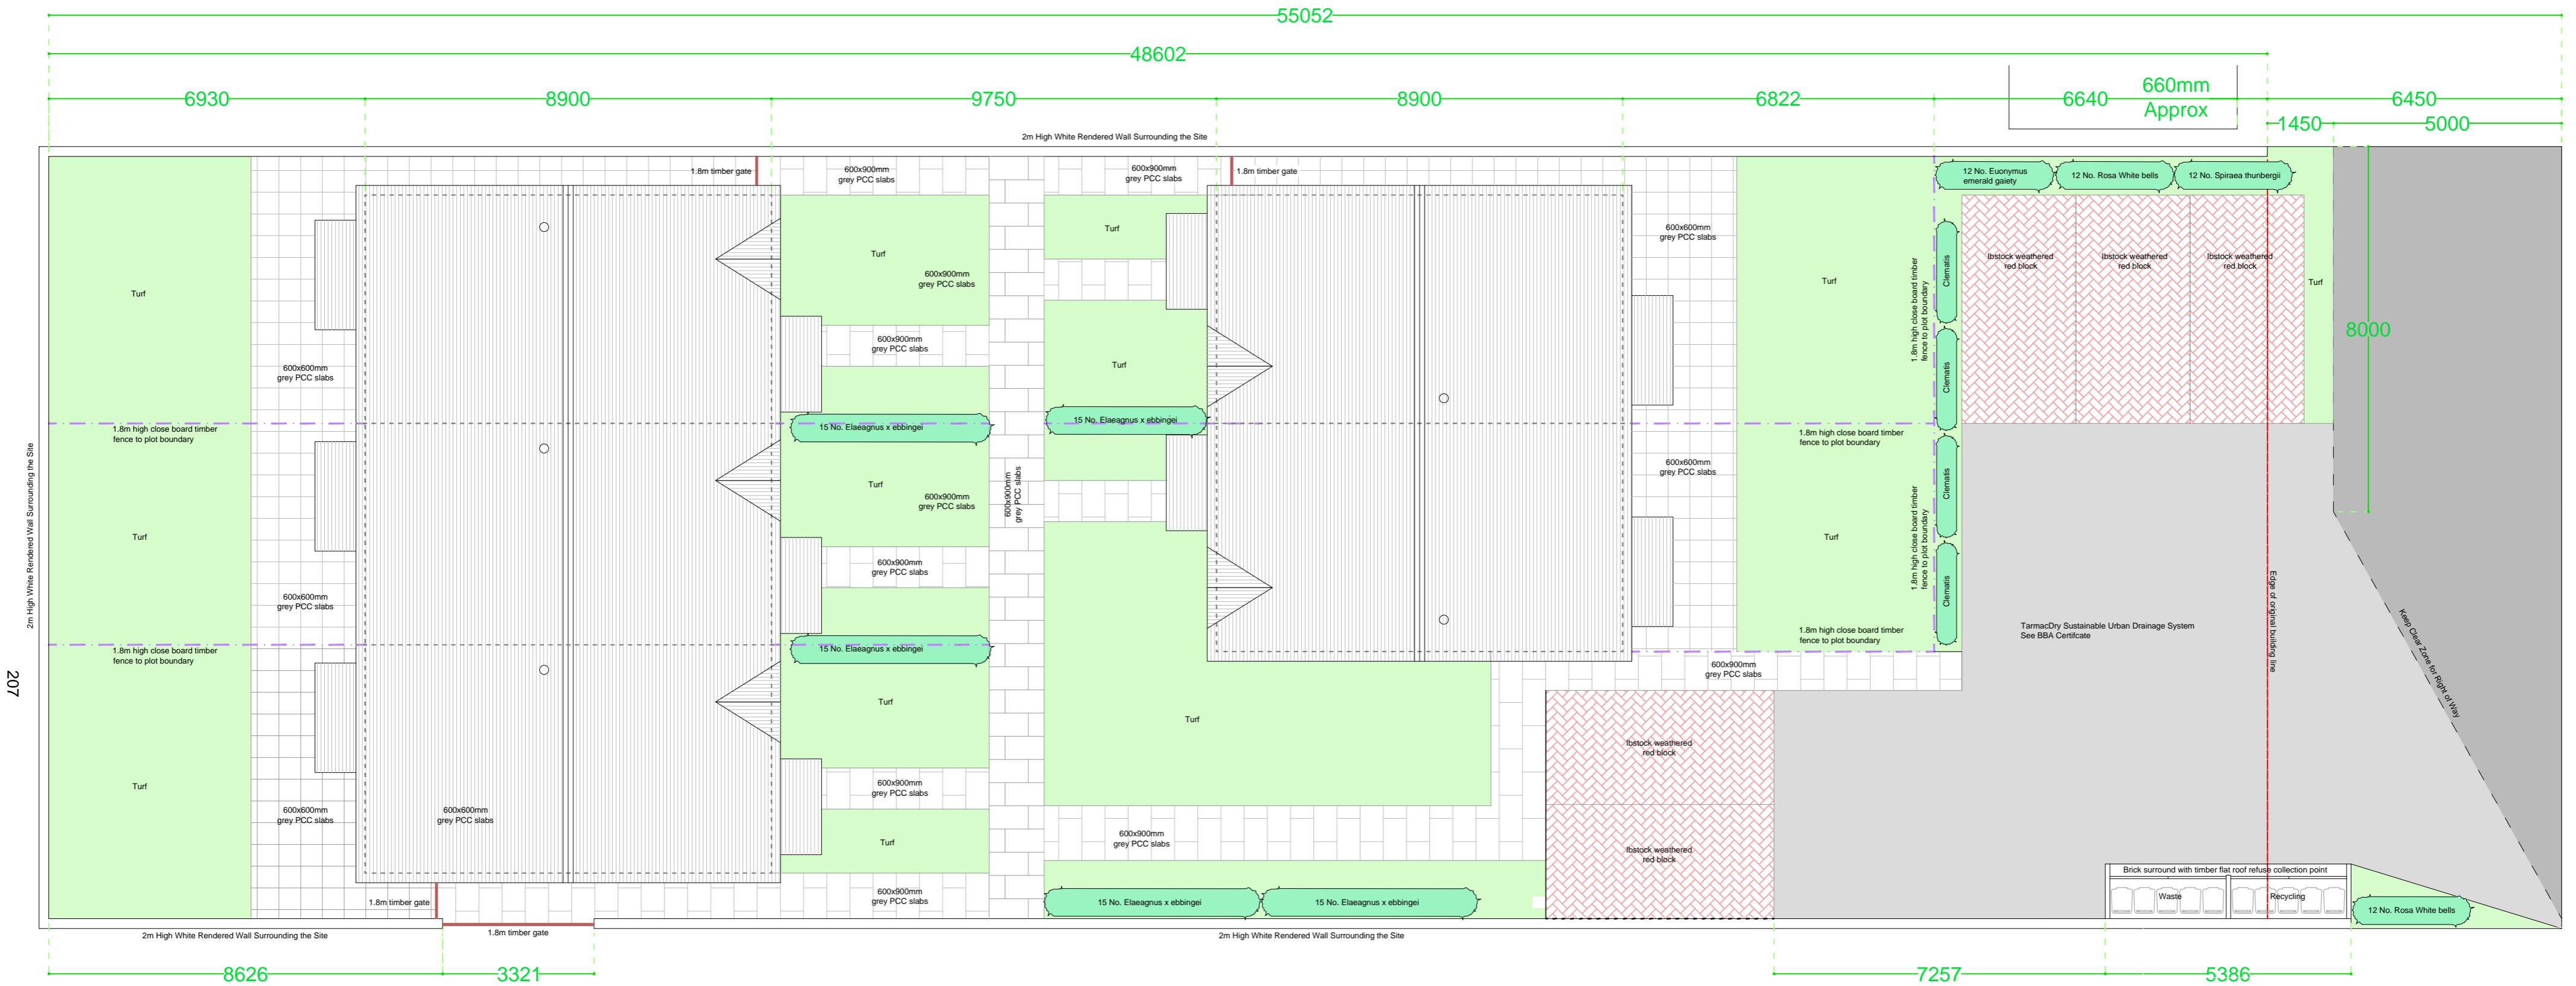 55052
48602
6930
8900
9750
8900
6822
6640
660mm
Approx
6450
1450
5000
2m High White Rendered Wall Surrounding the Site
1.8m timber gate
600x900mm
grey PCC slabs
600x900mm
grey PCC slabs
1.8m timber gate
12 No. Euonymus
emerald gaiety
12 No. Rosa White bells
12 No. Spiraea thunbergii
Turf
600x600mm
grey PCC slabs
Turf
Turf
600x900mm
grey PCC slabs
Turf
Turf
Clematis
Ibstock weathered
red block
Ibstock weathered
red block
Ibstock weathered
red block
Turf
8000
1.8m high close board timber
fence to plot boundary
600x600mm
grey PCC slabs
600x900mm
grey PCC slabs
Turf
Clematis
15 No. Elaeagnus x ebbingei
15 No. Elaeagnus x ebbingei
1.8m high close board timber
fence to plot boundary
1.8m high close board timber
fence to plot boundary
2m High White Rendered Wall Surrounding the Site
600x600mm
grey PCC slabs
Turf
600x900mm
grey PCC slabs
600x900mm
grey PCC slabs
Clematis
Turf
Turf
1.8m high close board timber
fence to plot boundary
600x900mm
grey PCC slabs
600x600mm
grey PCC slabs
Clematis
Edge of original building line
Keep Clear Zone for Right of Way
TarmacDry Sustainable Urban Drainage System
See BBA Certifcate
1.8m high close board timber
fence to plot boundary
15 No. Elaeagnus x ebbingei
1.8m high close board timber
fence to plot boundary
600x900mm
grey PCC slabs
207
Turf
Turf
Ibstock weathered
red block
Turf
600x900mm
grey PCC slabs
600x600mm
grey PCC slabs
600x600mm
grey PCC slabs
Turf
600x900mm
grey PCC slabs
Ibstock weathered
red block
Brick surround with timber flat roof refuse collection point
Waste
Recycling
600x900mm
grey PCC slabs
1.8m timber gate
15 No. Elaeagnus x ebbingei
15 No. Elaeagnus x ebbingei
12 No. Rosa White bells
2m High White Rendered Wall Surrounding the Site
1.8m timber gate
2m High White Rendered Wall Surrounding the Site
8626
3321
7257
5386